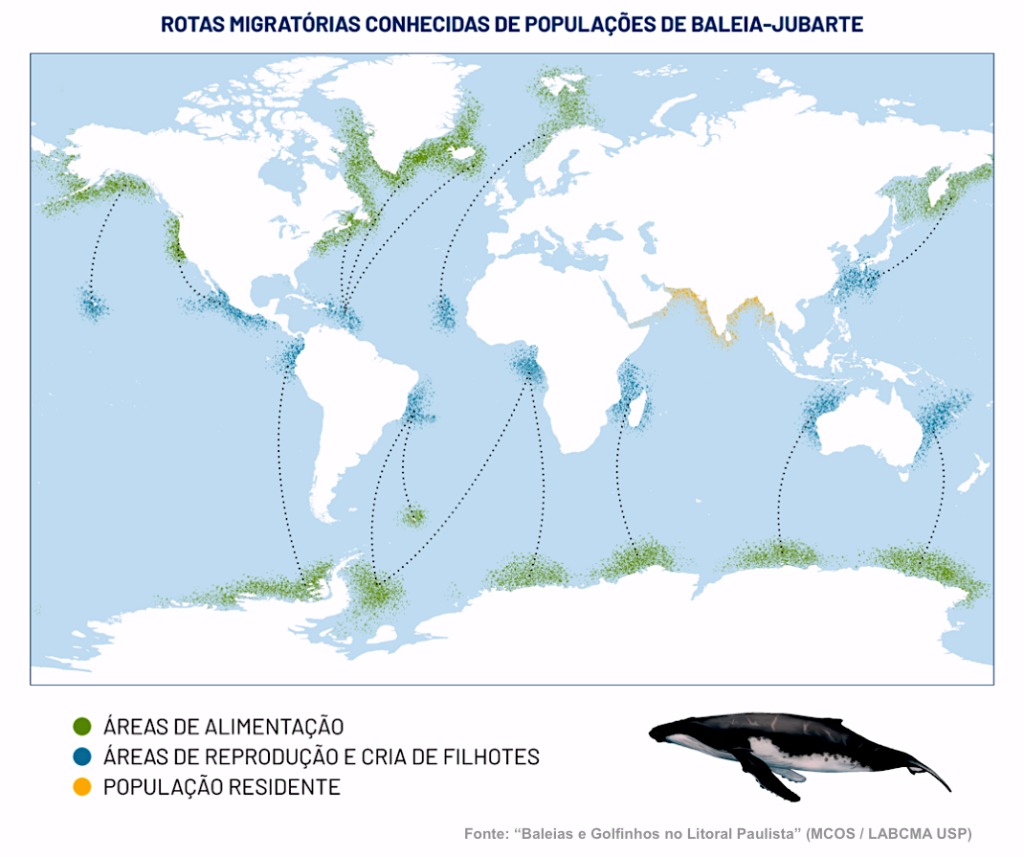 ROTAS MIGRATÓRIAS CONHECIDAS DE POPULAÇÕES DE BALEIA-JUBARTE
ÁREAS DE ALIMENTAÇÃO
ÁREAS DE REPRODUÇÃO E CRIA DE FILHOTES
POPULAÇÃO RESIDENTE
Fonte: “Baleias e Golfinhos no Litoral Paulista” (MCOS / LABCMA USP)